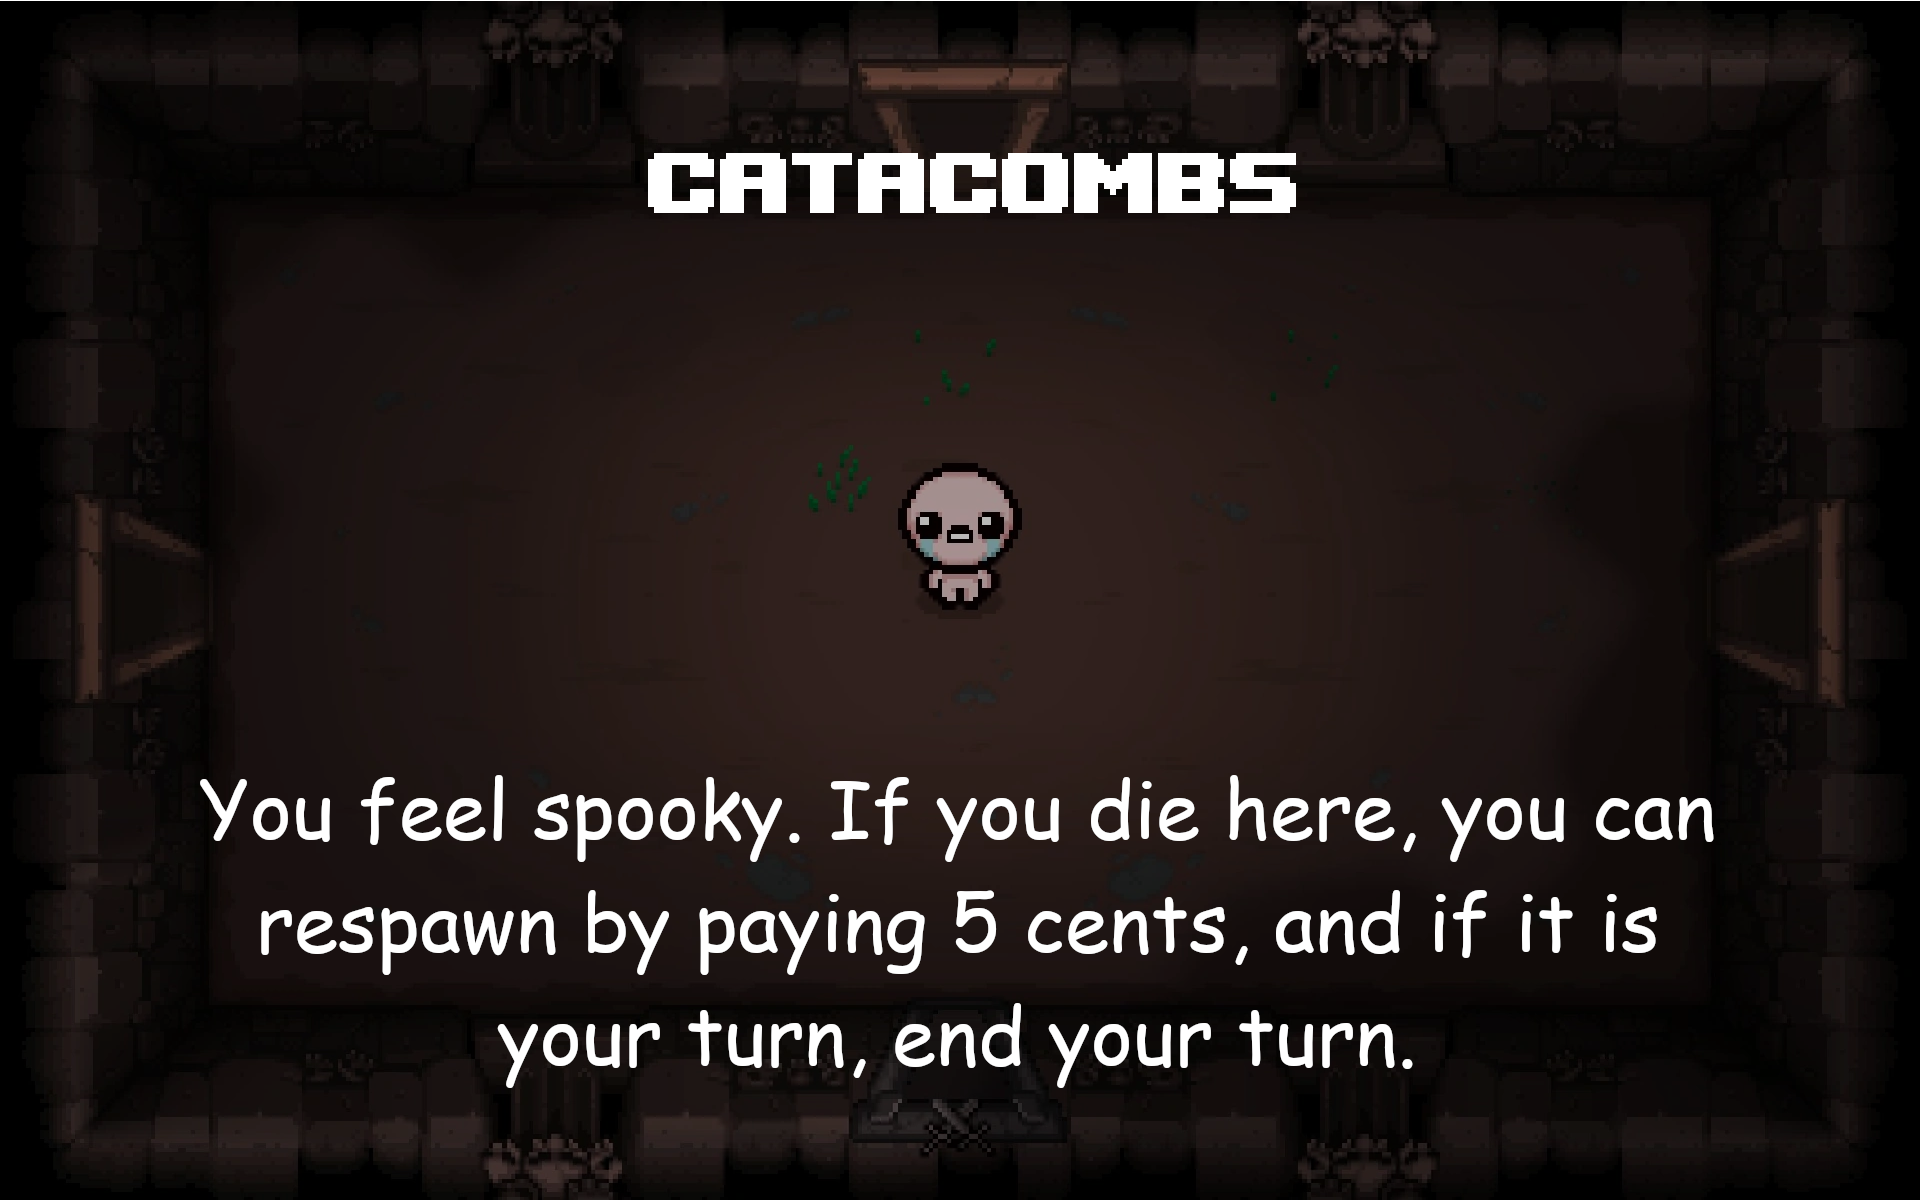 CATACOMBS
You feel spooky. If you die here, you can
respawn by paying 5 cents, and if it is
your turn, end your turn.